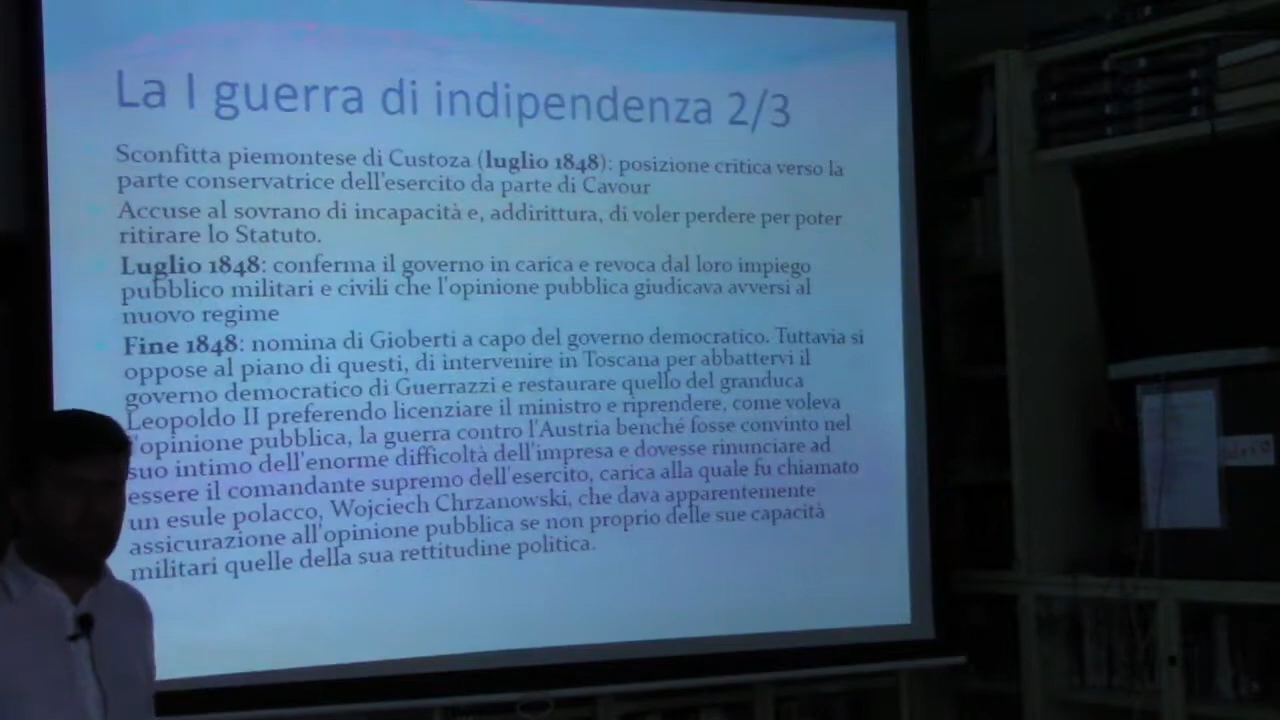 La I guerra di indipendenza 2/3
Sconfitta piemontese di Custoza (luglio 1848): posizione critica verso la
parte conservatrice dell'esercito da parte di Cavour
Accuse al sovrano di incapacità e, addirittura, di voler perdere per poter
ritirare lo Statuto.
Luglio 1848: conferma il governo in carica e revoca dal loro impiego
pubblico militari e civili che l'opinione pubblica giudicava avversi al
nuovo regime
Fine 1848: nomina di Gioberti a capo del governo democratico. Tuttavia si
oppose al piano di questi, di intervenire in Toscana per abbattervi il
governo democratico di Guerrazzi e restaurare quello del granduca
Leopoldo II preferendo licenziare il ministro e riprendere, come voleva
l'opinione pubblica, la guerra contro l'Austria benché fosse convinto nel
suo intimo dell'enorme difficoltà dell'impresa e dovesse rinunciare ad
essere il comandante supremo dell'esercito, carica alla quale fu chiamato
un esule polacco, Wojciech Chrzanowski, che dava apparentemente
assicurazione all'opinione pubblica se non proprio delle sue capacità
militari quelle della sua rettitudine politica.